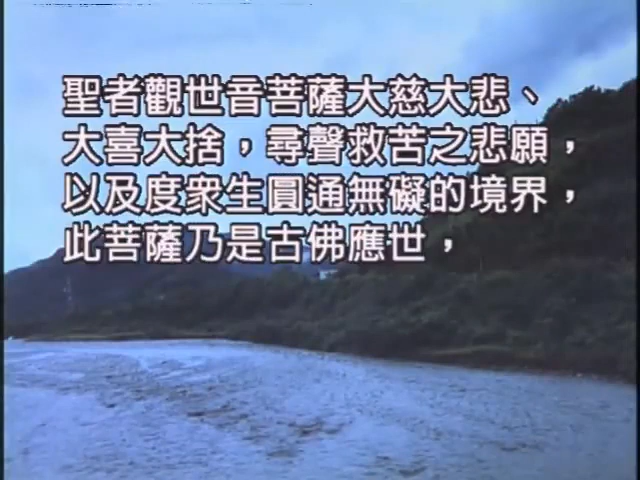 聖者觀世音菩薩大慈大悲、
大喜大捨，尋聲救苦之悲願，
以及度衆生圓通無礙的境界，
此菩薩乃是古佛應世，